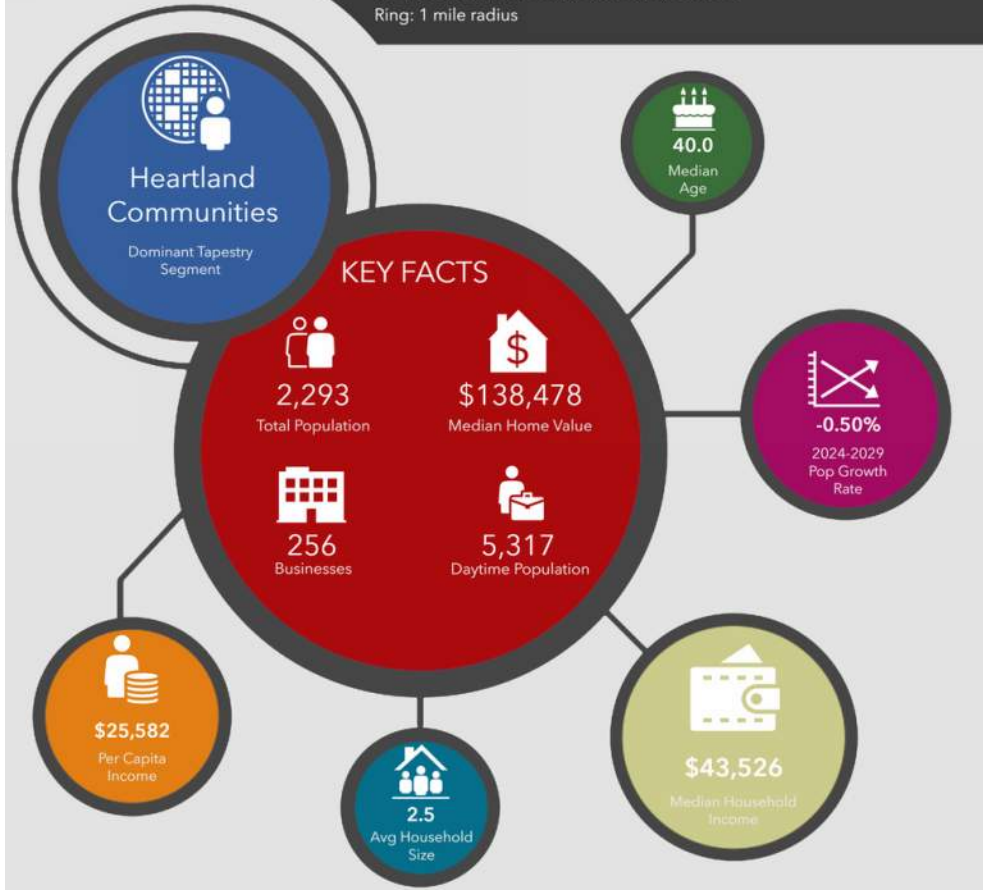 Ring: 1 mile radius
Heartland
Communities
Dominant Tapestry
Segment
40.0
Median
Age
KEY FACTS
$
2,293
Total Population
$138,478
Median Home Value
256
Businesses
5,317
Daytime Population
-0.50%
2024-2029
Pop Growth
Rate
$25,582
Per Capita
Income
2.5
Avg Household
Size
$43,526
Median Household
Income